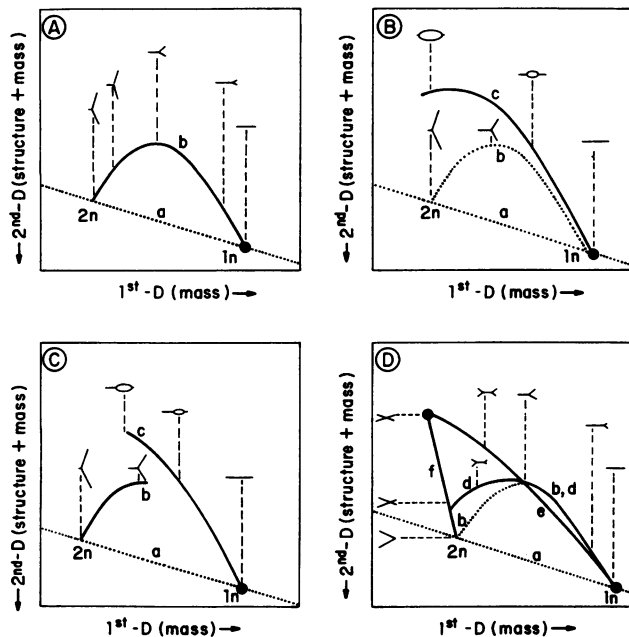 A
←2nd-D (structure + mass)
b
2n
a
1n
1st-D (mass)→
B
←2nd-D (structure + mass)
c
b
2n
a
1n
1st-D (mass)→
C
←2nd-D (structure + mass)
c
b
2n
a
1n
1st-D (mass)→
D
←2nd-D (structure + mass)
f
d
b, d
e
b
2n
a
1n
1st-D (mass)→